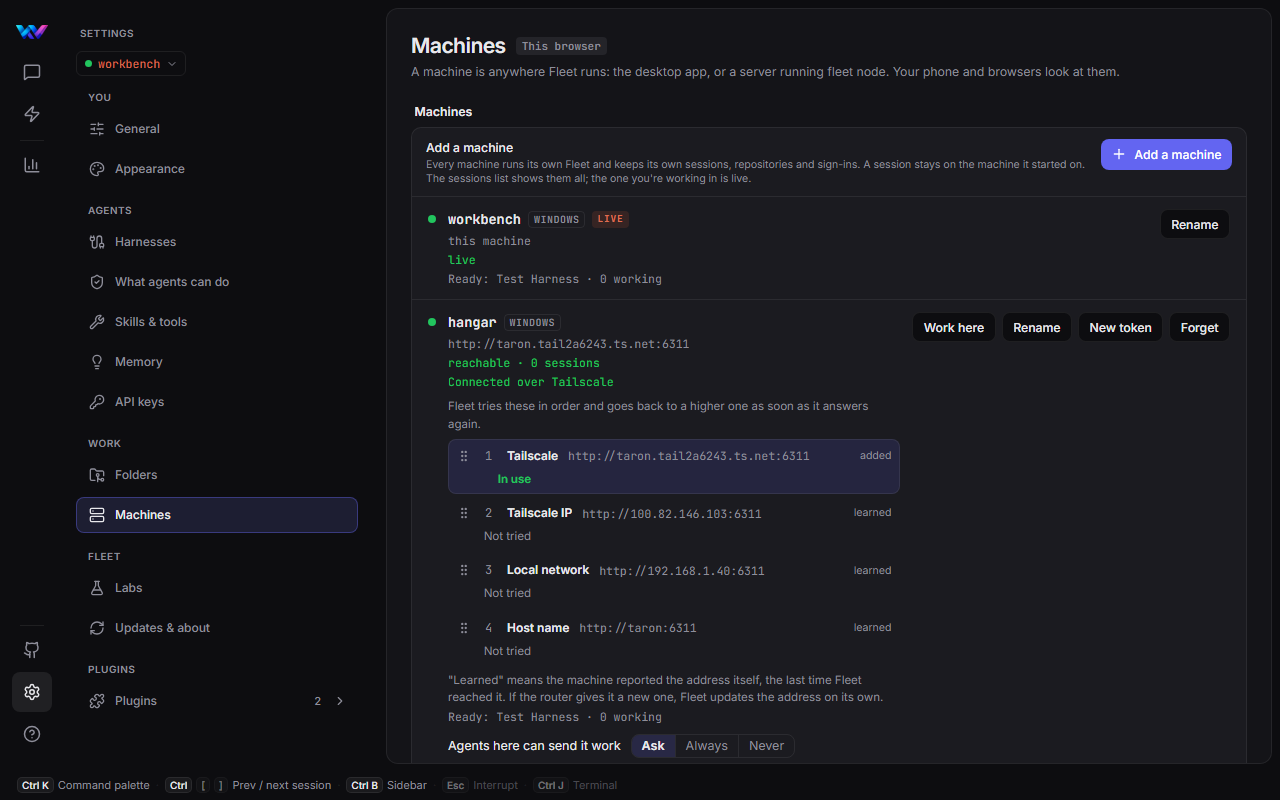 SETTINGS
workbench
YOU
General
Appearance
AGENTS
Harnesses
What agents can do
Skills & tools
Memory
API keys
WORK
Folders
Machines
FLEET
Labs
Updates & about
PLUGINS
Plugins 2
Machines This browser
A machine is anywhere Fleet runs: the desktop app, or a server running fleet node. Your phone and browsers look at them.
Machines
Add a machine
Every machine runs its own Fleet and keeps its own sessions, repositories and sign-ins. A session stays on the machine it started on.
The sessions list shows them all; the one you're working in is live.
Add a machine
workbench WINDOWS LIVE
Rename
this machine
live
Ready: Test Harness · 0 working
hangar WINDOWS
Work here Rename New token Forget
http://taron.tail2a6243.ts.net:6311
reachable · 0 sessions
Connected over Tailscale
Fleet tries these in order and goes back to a higher one as soon as it answers
again.
1 Tailscale http://taron.tail2a6243.ts.net:6311 added
In use
2 Tailscale IP http://100.82.146.103:6311 learned
Not tried
3 Local network http://192.168.1.40:6311 learned
Not tried
4 Host name http://taron:6311 learned
Not tried
"Learned" means the machine reported the address itself, the last time Fleet
reached it. If the router gives it a new one, Fleet updates the address on its own.
Ready: Test Harness · 0 working
Agents here can send it work Ask Always Never
Ctrl K Command palette · Ctrl [ ] Prev / next session · Ctrl B Sidebar · Esc Interrupt · Ctrl J Terminal